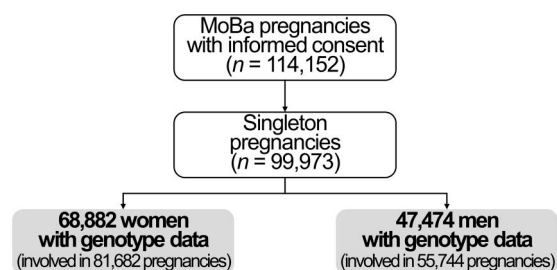 MoBa pregnancies
with informed consent
(n = 114,152)
Singleton
pregnancies
(n = 99,973)
68,882 women
with genotype data
(involved in 81,682 pregnancies)
47,474 men
with genotype data
(involved in 55,744 pregnancies)